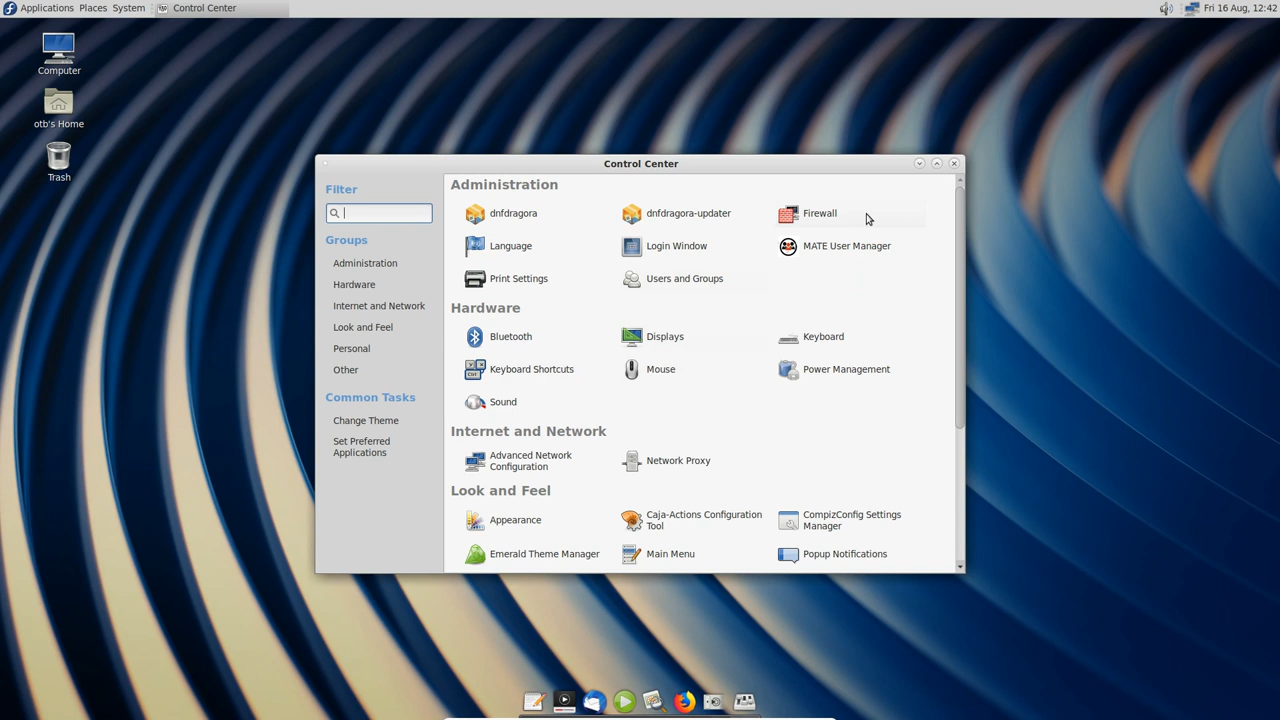 Applications Places System Control Center Fri 16 Aug, 12:42
Computer
otb's Home
Trash
Control Center
Filter
Groups
Administration
Hardware
Internet and Network
Look and Feel
Personal
Other
Common Tasks
Change Theme
Set Preferred
Applications
Administration
dnfdragora dnfdragora-updater Firewall
Language Login Window MATE User Manager
Print Settings Users and Groups
Hardware
Bluetooth Displays Keyboard
Keyboard Shortcuts Mouse Power Management
Sound
Internet and Network
Advanced Network
Configuration
Network Proxy
Look and Feel
Appearance
Caja-Actions Configuration
Tool
CompizConfig Settings
Manager
Emerald Theme Manager Main Menu Popup Notifications